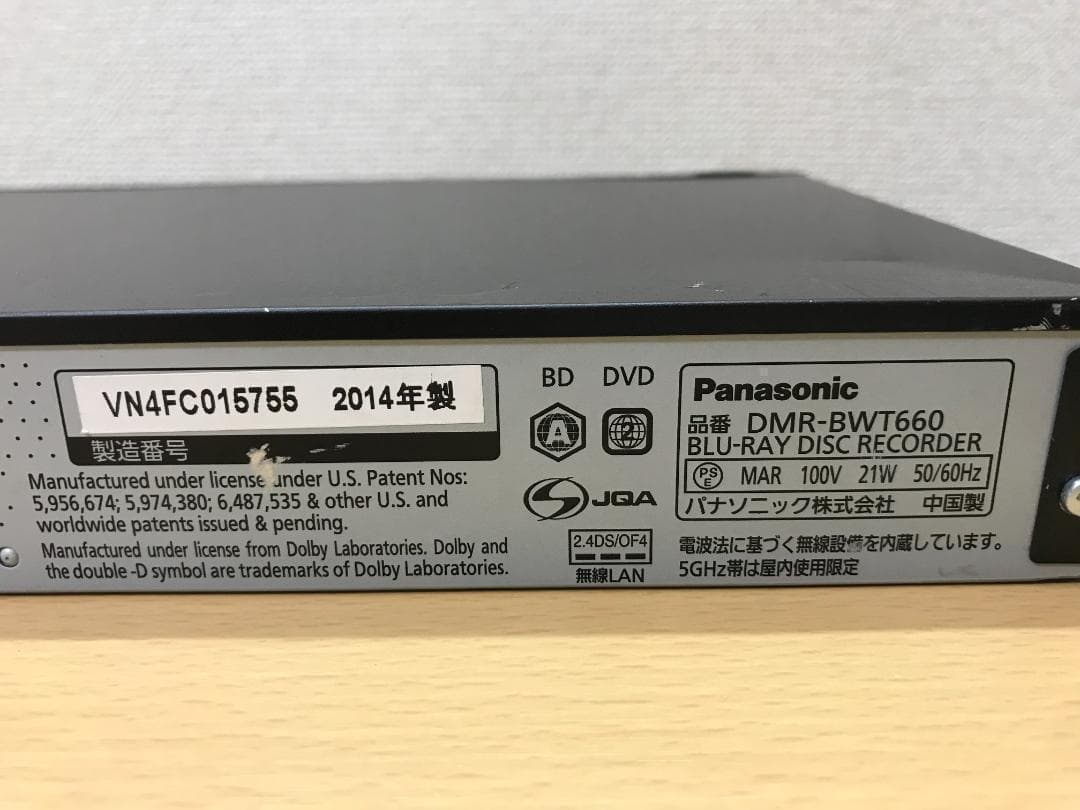 VN4FC015755 2014年製
製造番号
Manufactured under license under U.S. Patent Nos:
5,956,674; 5,974,380; 6,487,535 & other U.S. and
worldwide patents issued & pending.
Manufactured under license from Dolby Laboratories. Dolby and
the double -D symbol are trademarks of Dolby Laboratories.
BD DVD
A 2
JQA
2.4DS/OF4
無線LAN
Panasonic
品番 DMR-BWT660
BLU-RAY DISC RECORDER
PSE MAR 100V 21W 50/60Hz
パナソニック株式会社 中国製
電波法に基づく無線設備を内蔵しています。
5GHz帯は屋内使用限定